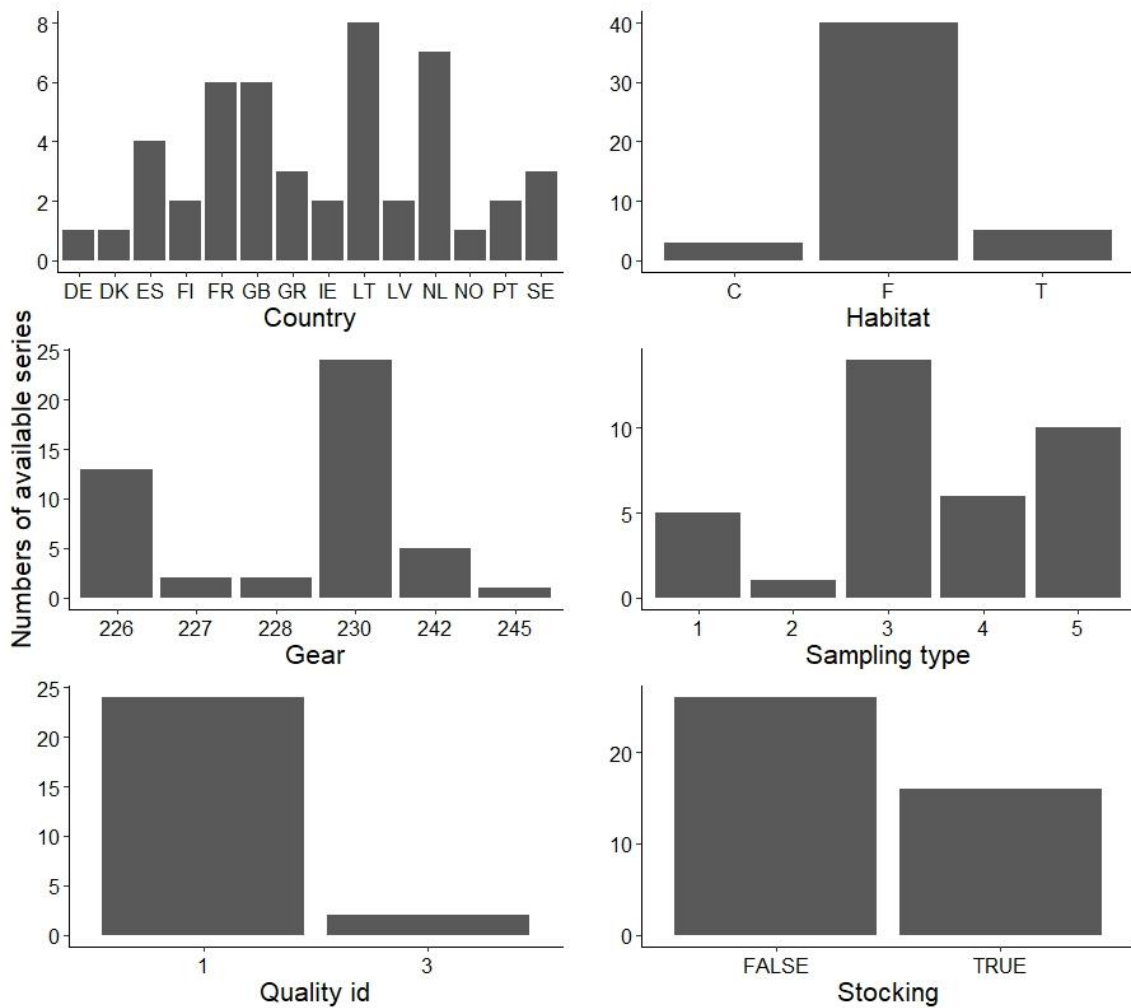 8
6
4
2
0
DE DK ES FI FR GB GR IE LT LV NL NO PT SE
Country
40
30
20
10
0
C F T
Habitat
Numbers of available series
25
20
15
10
5
0
226 227 228 230 242 245
Gear
10
5
0
1 2 3 4 5
Sampling type
25
20
15
10
5
0
1 3
Quality id
20
10
0
FALSE TRUE
Stocking